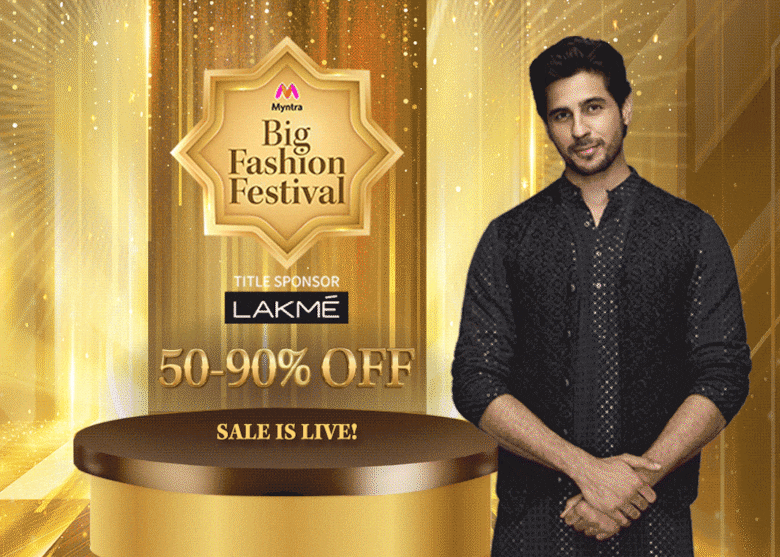 Myntra
Big
Fashion
Festival
TITLE SPONSOR
LAKMÉ
50-90% OFF
SALE IS LIVE!